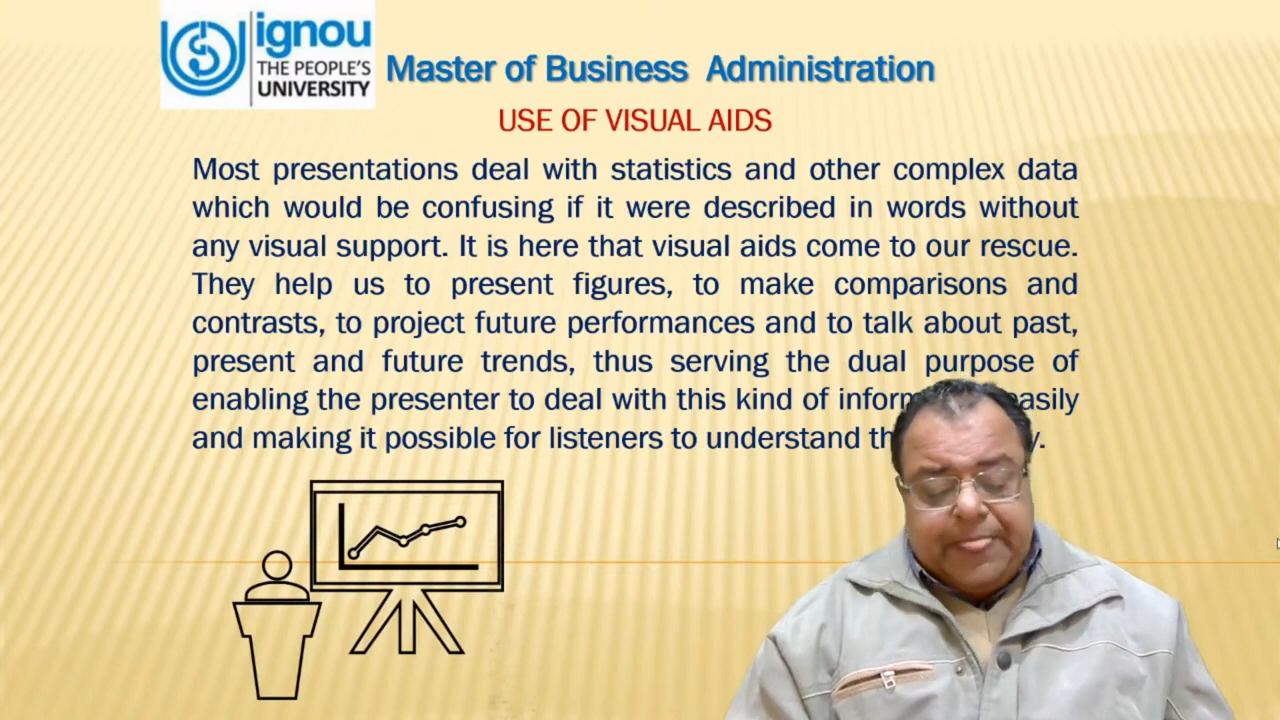 ignou
THE PEOPLE'S
UNIVERSITY
Master of Business Administration
USE OF VISUAL AIDS
Most presentations deal with statistics and other complex data
which would be confusing if it were described in words without
any visual support. It is here that visual aids come to our rescue.
They help us to present figures, to make comparisons and
contrasts, to project future performances and to talk about past,
present and future trends, thus serving the dual purpose of
enabling the presenter to deal with this kind of
and making it possible for listeners to understand